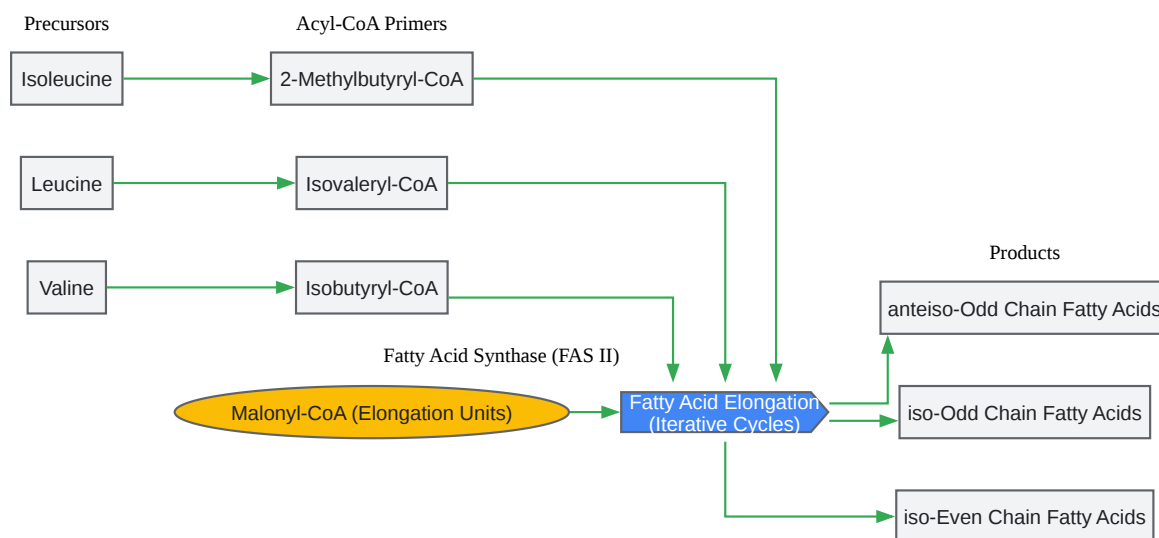 Precursors
Acyl-CoA Primers
Isoleucine
2-Methylbutyryl-CoA
Leucine
Isovaleryl-CoA
Valine
Isobutyryl-CoA
Products
anteiso-Odd Chain Fatty Acids
Fatty Acid Synthase (FAS II)
Malonyl-CoA (Elongation Units)
Fatty Acid Elongation
(Iterative Cycles)
iso-Odd Chain Fatty Acids
iso-Even Chain Fatty Acids